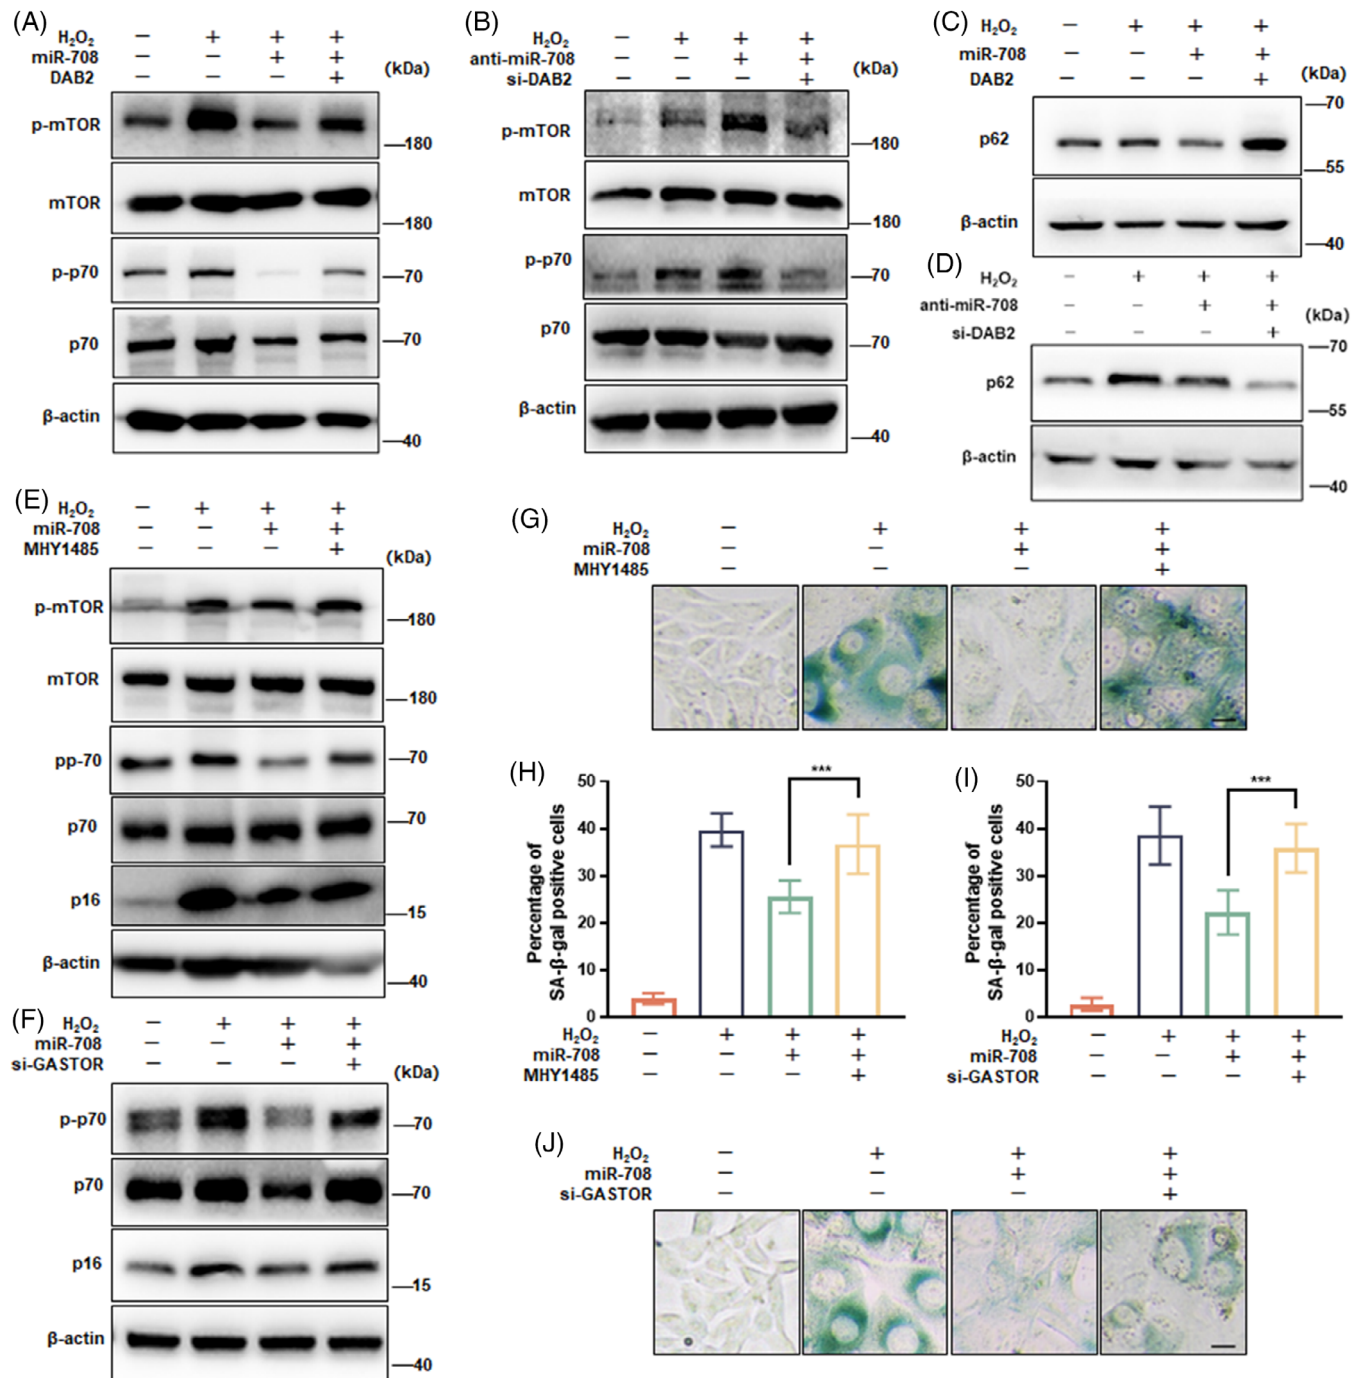 (A)
H₂O₂ − + + +
miR-708 − − + +
DAB2 − − − +
(kDa)
p-mTOR
180
mTOR
180
p-p70
70
p70
70
β-actin
40
(B)
H₂O₂ − + + +
anti-miR-708 − − + +
si-DAB2 − − − +
(kDa)
p-mTOR
180
mTOR
180
p-p70
70
p70
70
β-actin
40
(C)
H₂O₂ − + + +
miR-708 − − + +
DAB2 − − − +
(kDa)
70
p62
55
β-actin
40
(D)
H₂O₂ − + + +
anti-miR-708 − − + +
si-DAB2 − − − +
(kDa)
70
p62
55
β-actin
40
(E)
H₂O₂ − + + +
miR-708 − − + +
MHY1485 − − − +
(kDa)
p-mTOR
180
mTOR
180
pp-70
70
p70
70
p16
15
β-actin
40
(F)
H₂O₂ − + + +
miR-708 − − + +
si-GASTOR − − − +
(kDa)
p-p70
70
p70
70
p16
15
β-actin
40
(G)
H₂O₂ − + + +
miR-708 − − + +
MHY1485 − − − +
(H)
Percentage of
SA-β-gal positive cells
50
40
30
20
10
0
***
H₂O₂ − + + +
miR-708 − − + +
MHY1485 − − − +
(I)
Percentage of
SA-β-gal positive cells
50
40
30
20
10
0
***
H₂O₂ − + + +
miR-708 − − + +
si-GASTOR − − − +
(J)
H₂O₂ − + + +
miR-708 − − + +
si-GASTOR − − − +